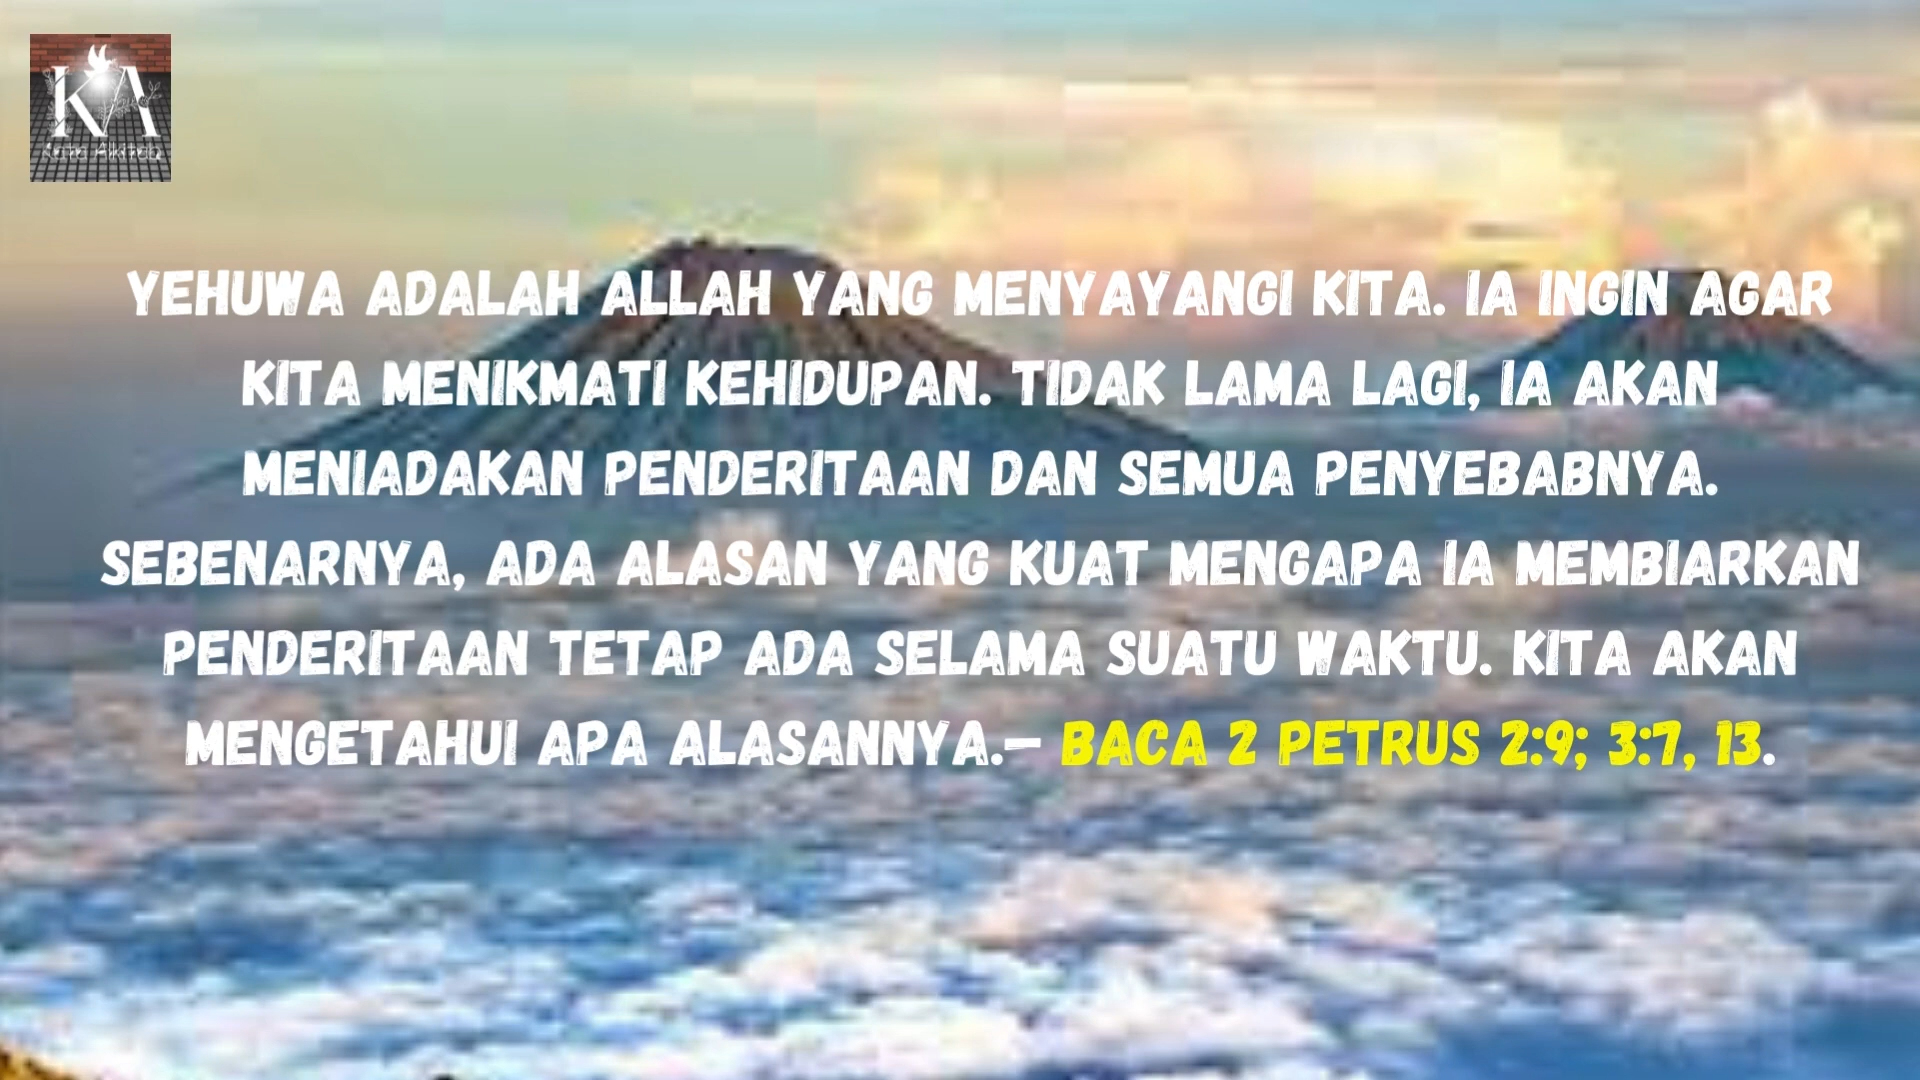 KA
YEHUWA ADALAH ALLAH YANG MENYAYANGI KITA. IA INGIN AGAR
KITA MENIKMATI KEHIDUPAN. TIDAK LAMA LAGI, IA AKAN
MENIADAKAN PENDERITAAN DAN SEMUA PENYEBABNYA.
SEBENARNYA, ADA ALASAN YANG KUAT MENGAPA IA MEMBIARKAN
PENDERITAAN TETAP ADA SELAMA SUATU WAKTU. KITA AKAN
MENGETAHUI APA ALASANNYA.– BACA 2 PETRUS 2:9; 3:7, 13.